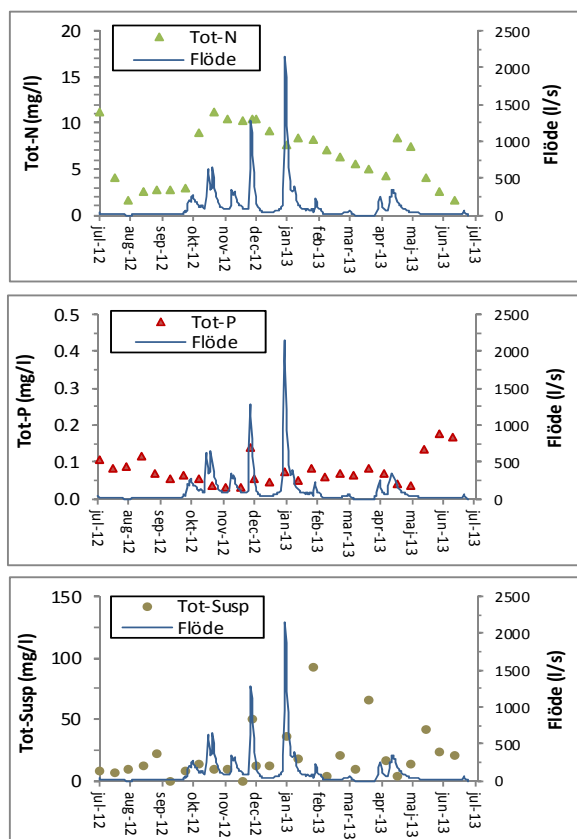 Tot-N
Flöde
Tot-N (mg/l)
20
15
10
5
0
2500
2000
1500
1000
500
0
Flöde (l/s)
jul-12
aug-12
sep-12
okt-12
nov-12
dec-12
jan-13
feb-13
mar-13
apr-13
maj-13
jun-13
jul-13
Tot-P
Flöde
Tot-P (mg/l)
0.5
0.4
0.3
0.2
0.1
0.0
2500
2000
1500
1000
500
0
Flöde (l/s)
jul-12
aug-12
sep-12
okt-12
nov-12
dec-12
jan-13
feb-13
mar-13
apr-13
maj-13
jun-13
jul-13
Tot-Susp
Flöde
Tot-Susp (mg/l)
150
100
50
0
2500
2000
1500
1000
500
0
Flöde (l/s)
jul-12
aug-12
sep-12
okt-12
nov-12
dec-12
jan-13
feb-13
mar-13
apr-13
maj-13
jun-13
jul-13